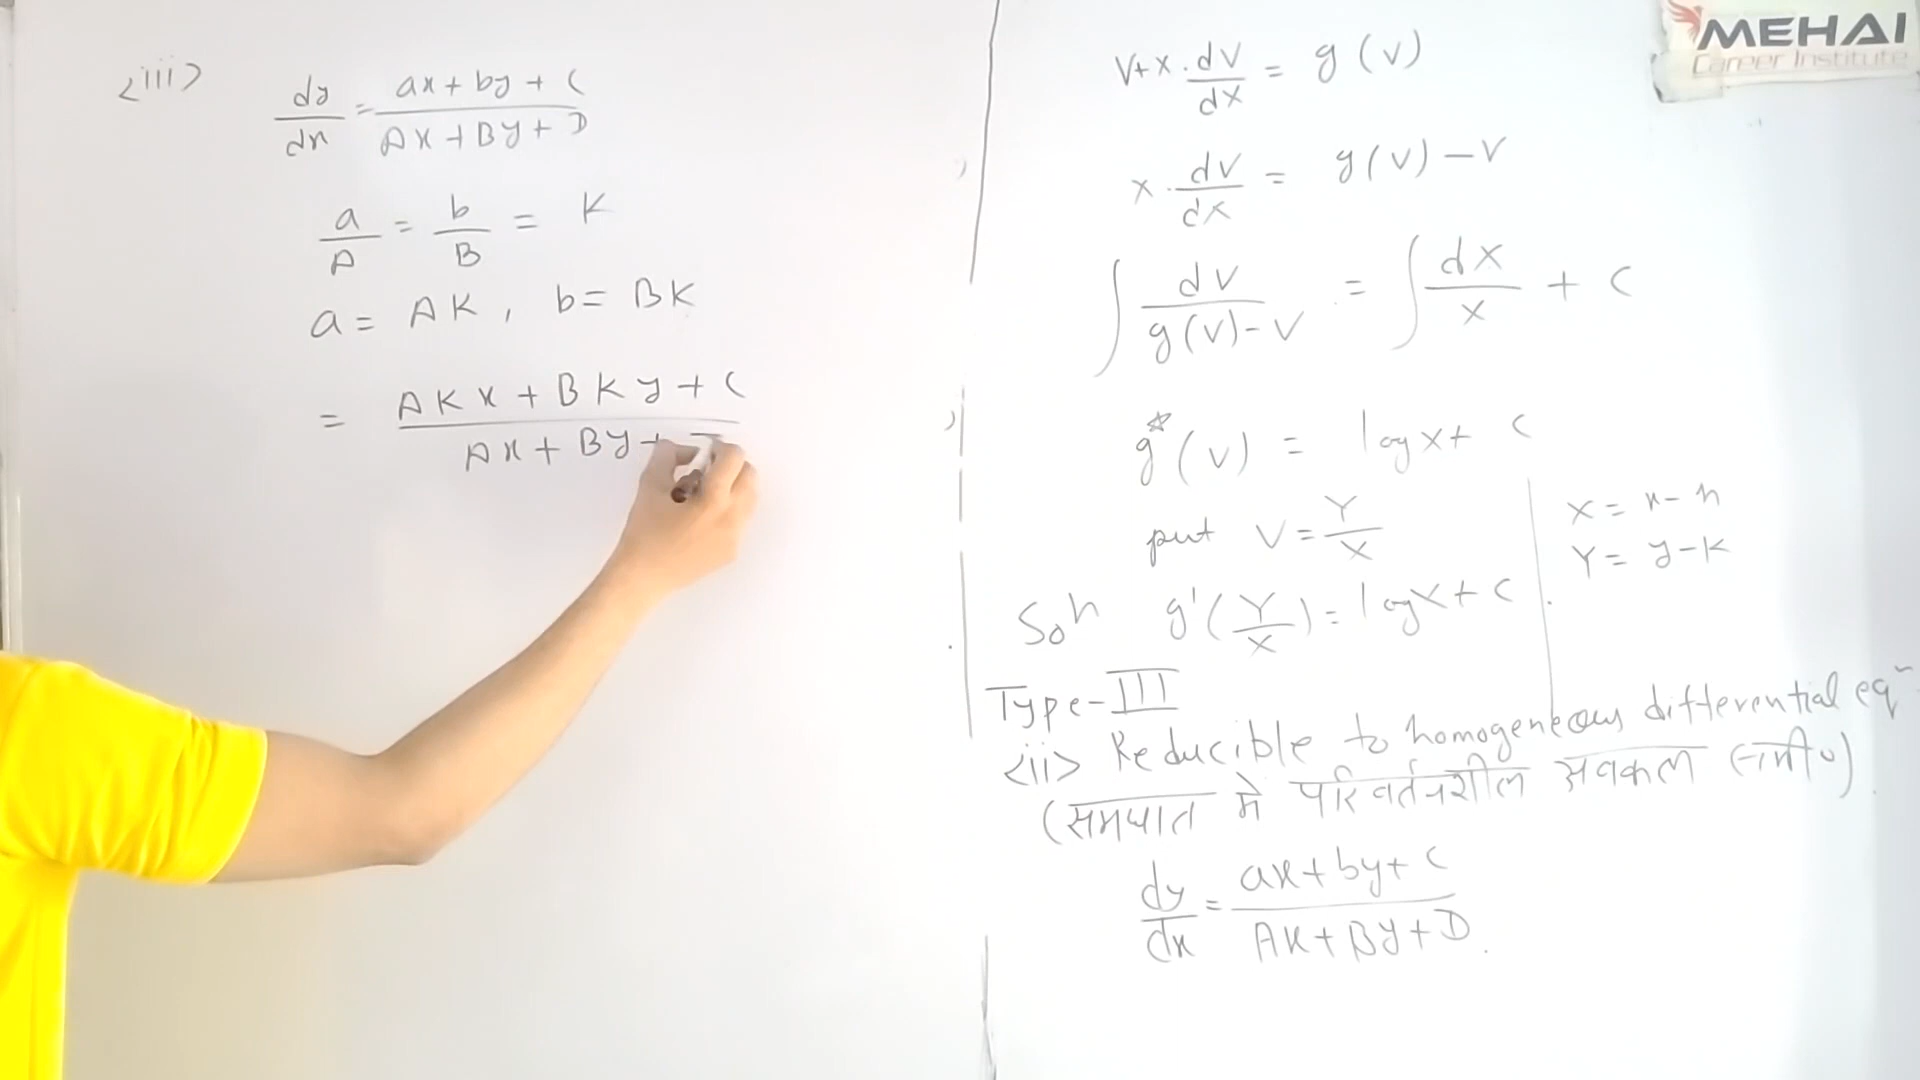 <iii> dy/dx = ax + by + C / Ax + By + D
a/A = b/B = K
a = AK , b = BK
= AKx + BKy + C / Ax + By +
MEHAI
Career Institute
V + x . dV/dx = g (v)
x . dV/dx = g(v) - V
∫ dv / g(v) - V = ∫ dx/x + C
g*(v) = log x + C
put V = Y/X
X = x - h
Y = y - k
Soln g'(Y/X) = log X + C
Type - III
<ii> Reducible to homogeneous differential eqn
(समघात मे परिवर्तनशील अवकल समी०)
dy/dx = ax + by + C / Ax + By + D.